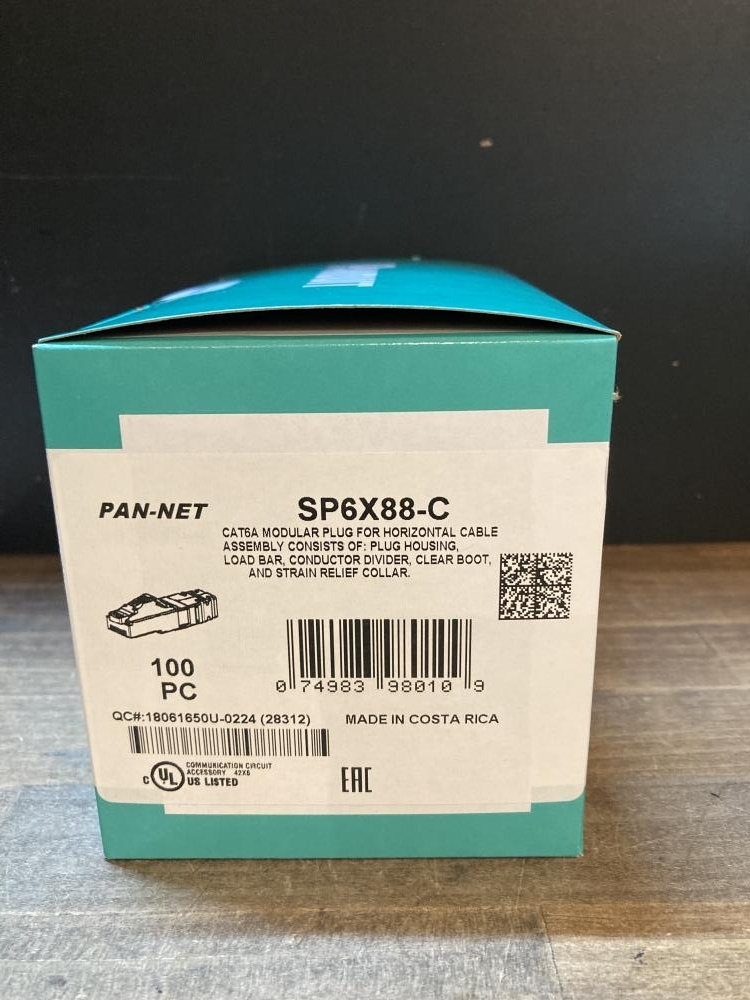 PAN-NET
SP6X88-C
CAT6A MODULAR PLUG FOR HORIZONTAL CABLE
ASSEMBLY CONSISTS OF: PLUG HOUSING,
LOAD BAR, CONDUCTOR DIVIDER, CLEAR BOOT,
AND STRAIN RELIEF COLLAR.
100
PC
0 74983 98010 9
QC#:18061650U-0224 (28312)
MADE IN COSTA RICA
COMMUNICATION CIRCUIT
ACCESSORY 42X6
C UL US LISTED
EAC